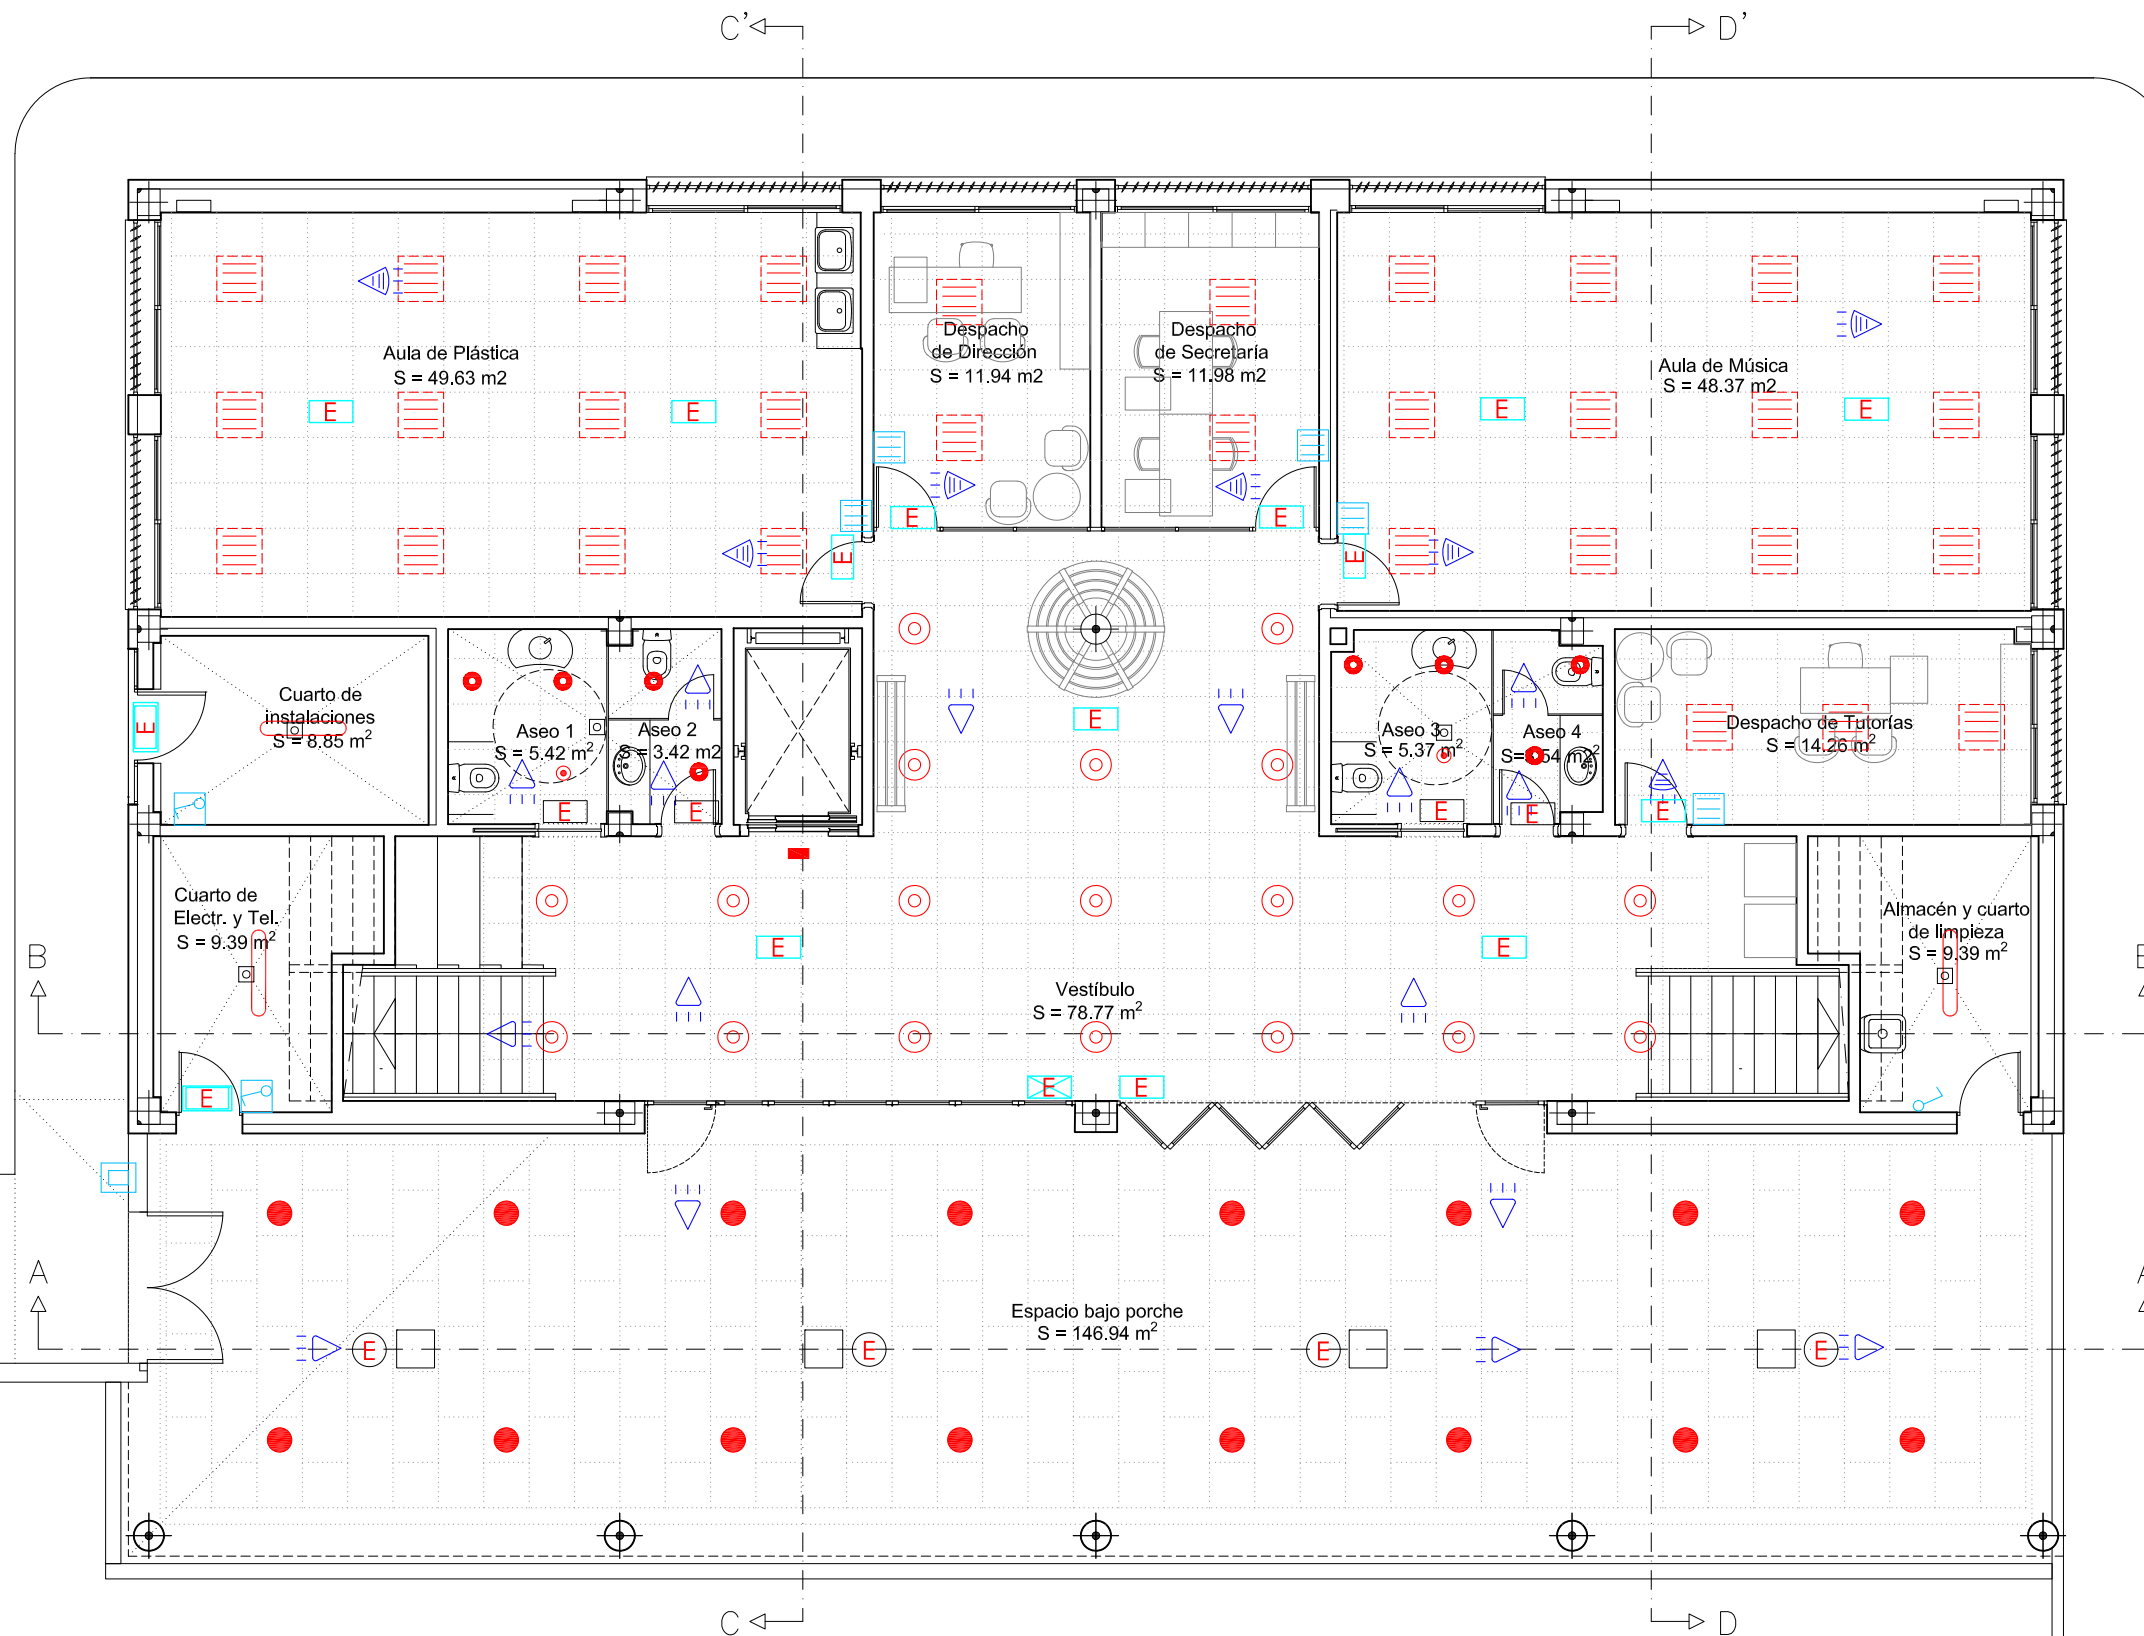 C'
D'
Aula de Plástica
S = 49.63 m2
Despacho
de Dirección
S = 11.94 m2
Despacho
de Secretaría
S = 11.98 m2
Aula de Música
S = 48.37 m2
E
E
E
E
E
E
E
E
Cuarto de
instalaciones
S = 8.85 m²
E
Aseo 1
S = 5.42 m²
E
Aseo 2
S = 3.42 m2
E
E
Aseo 3
S = 5.37 m²
E
Aseo 4
E
Despacho de Tutorías
S = 14.26 m²
E
Cuarto de
Electr. y Tel.
S = 9.39 m²
E
E
E
Almacén y cuarto
de limpieza
S = 9.39 m²
Vestíbulo
S = 78.77 m²
B
E
E
A
Espacio bajo porche
S = 146.94 m²
E
E
E
E
C
D